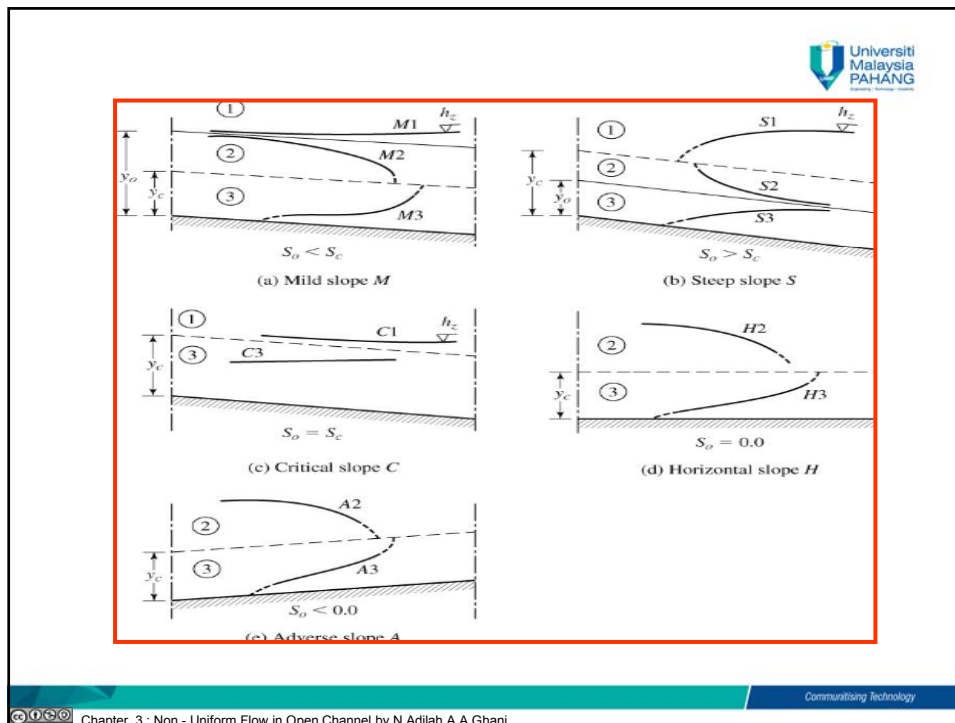 Universiti
Malaysia
PAHANG
Engineering • Technology • Creativity
① h_z M1
② M2
y_o y_c ③ M3
S_o < S_c
(a) Mild slope M
① S1 h_z
② S2
y_c y_o ③ S3
S_o > S_c
(b) Steep slope S
① C1 h_z
y_c ③ C3
S_o = S_c
(c) Critical slope C
② H2
y_c ③ H3
S_o = 0.0
(d) Horizontal slope H
② A2
y_c ③ A3
S_o < 0.0
(e) Adverse slope A
Communitising Technology
Chapter 3 : Non - Uniform Flow in Open Channel by N Adilah A A Ghani